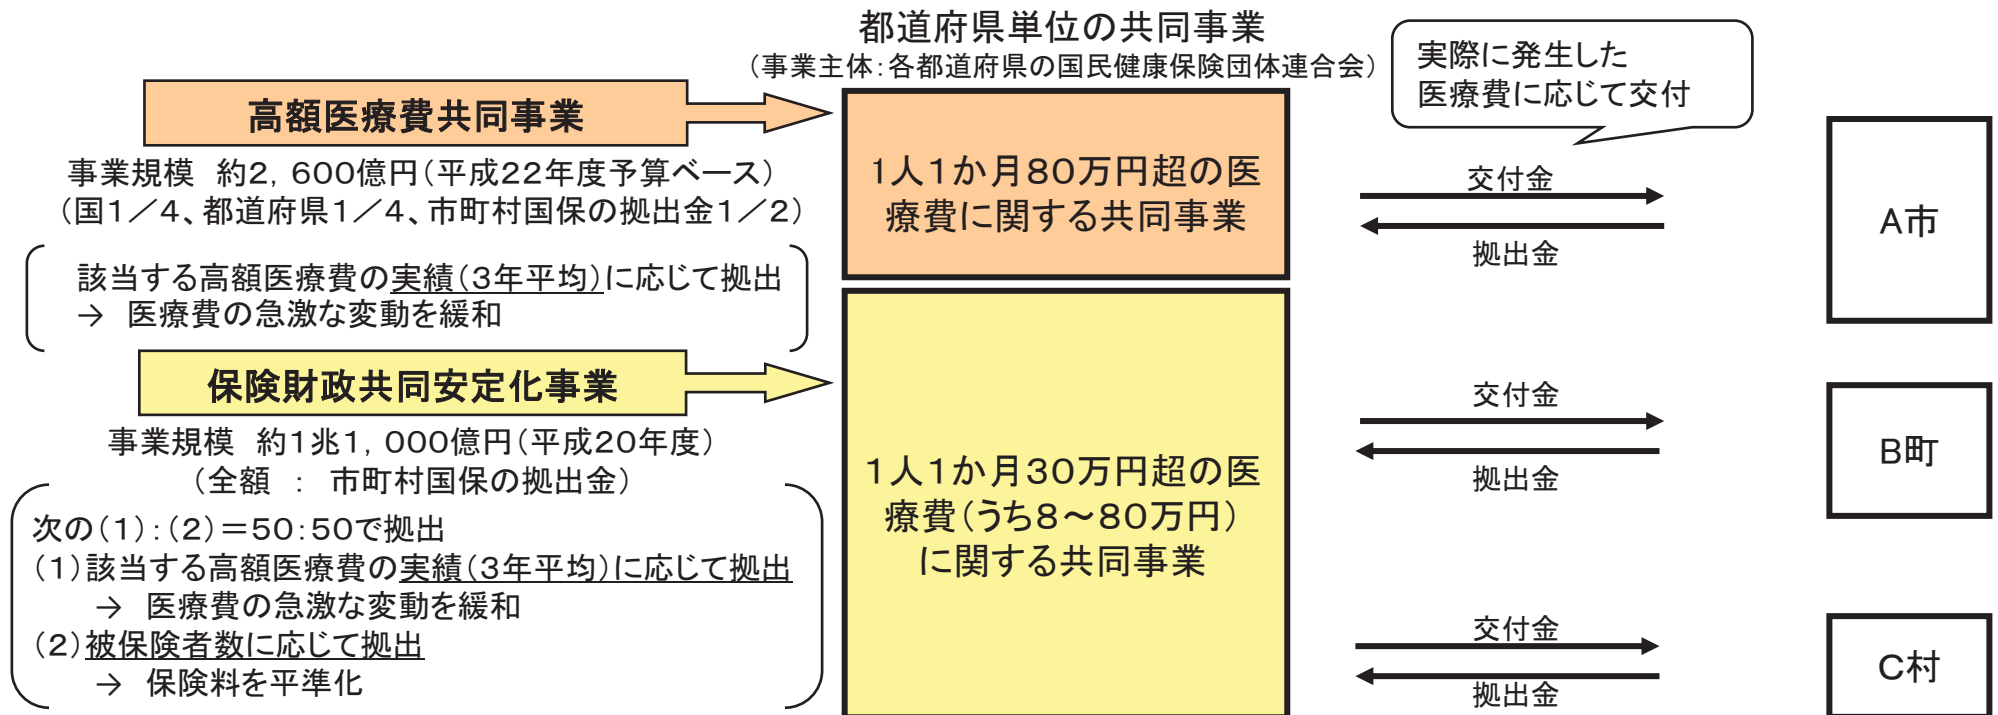 都道府県単位の共同事業
（事業主体：各都道府県の国民健康保険団体連合会）
高額医療費共同事業
事業規模　約２，６００億円（平成２２年度予算ベース）
（国１／４、都道府県１／４、市町村国保の拠出金１／２）
該当する高額医療費の実績（３年平均）に応じて拠出
→　医療費の急激な変動を緩和
保険財政共同安定化事業
事業規模　約１兆１，０００億円（平成２０年度）
（全額　：　市町村国保の拠出金）
次の（１）：（２）＝５０：５０で拠出
（１）該当する高額医療費の実績（３年平均）に応じて拠出
→　医療費の急激な変動を緩和
（２）被保険者数に応じて拠出
→　保険料を平準化
１人１か月８０万円超の医
療費に関する共同事業
１人１か月３０万円超の医
療費（うち８～８０万円）
に関する共同事業
実際に発生した
医療費に応じて交付
交付金
拠出金
Ａ市
交付金
拠出金
Ｂ町
交付金
拠出金
Ｃ村